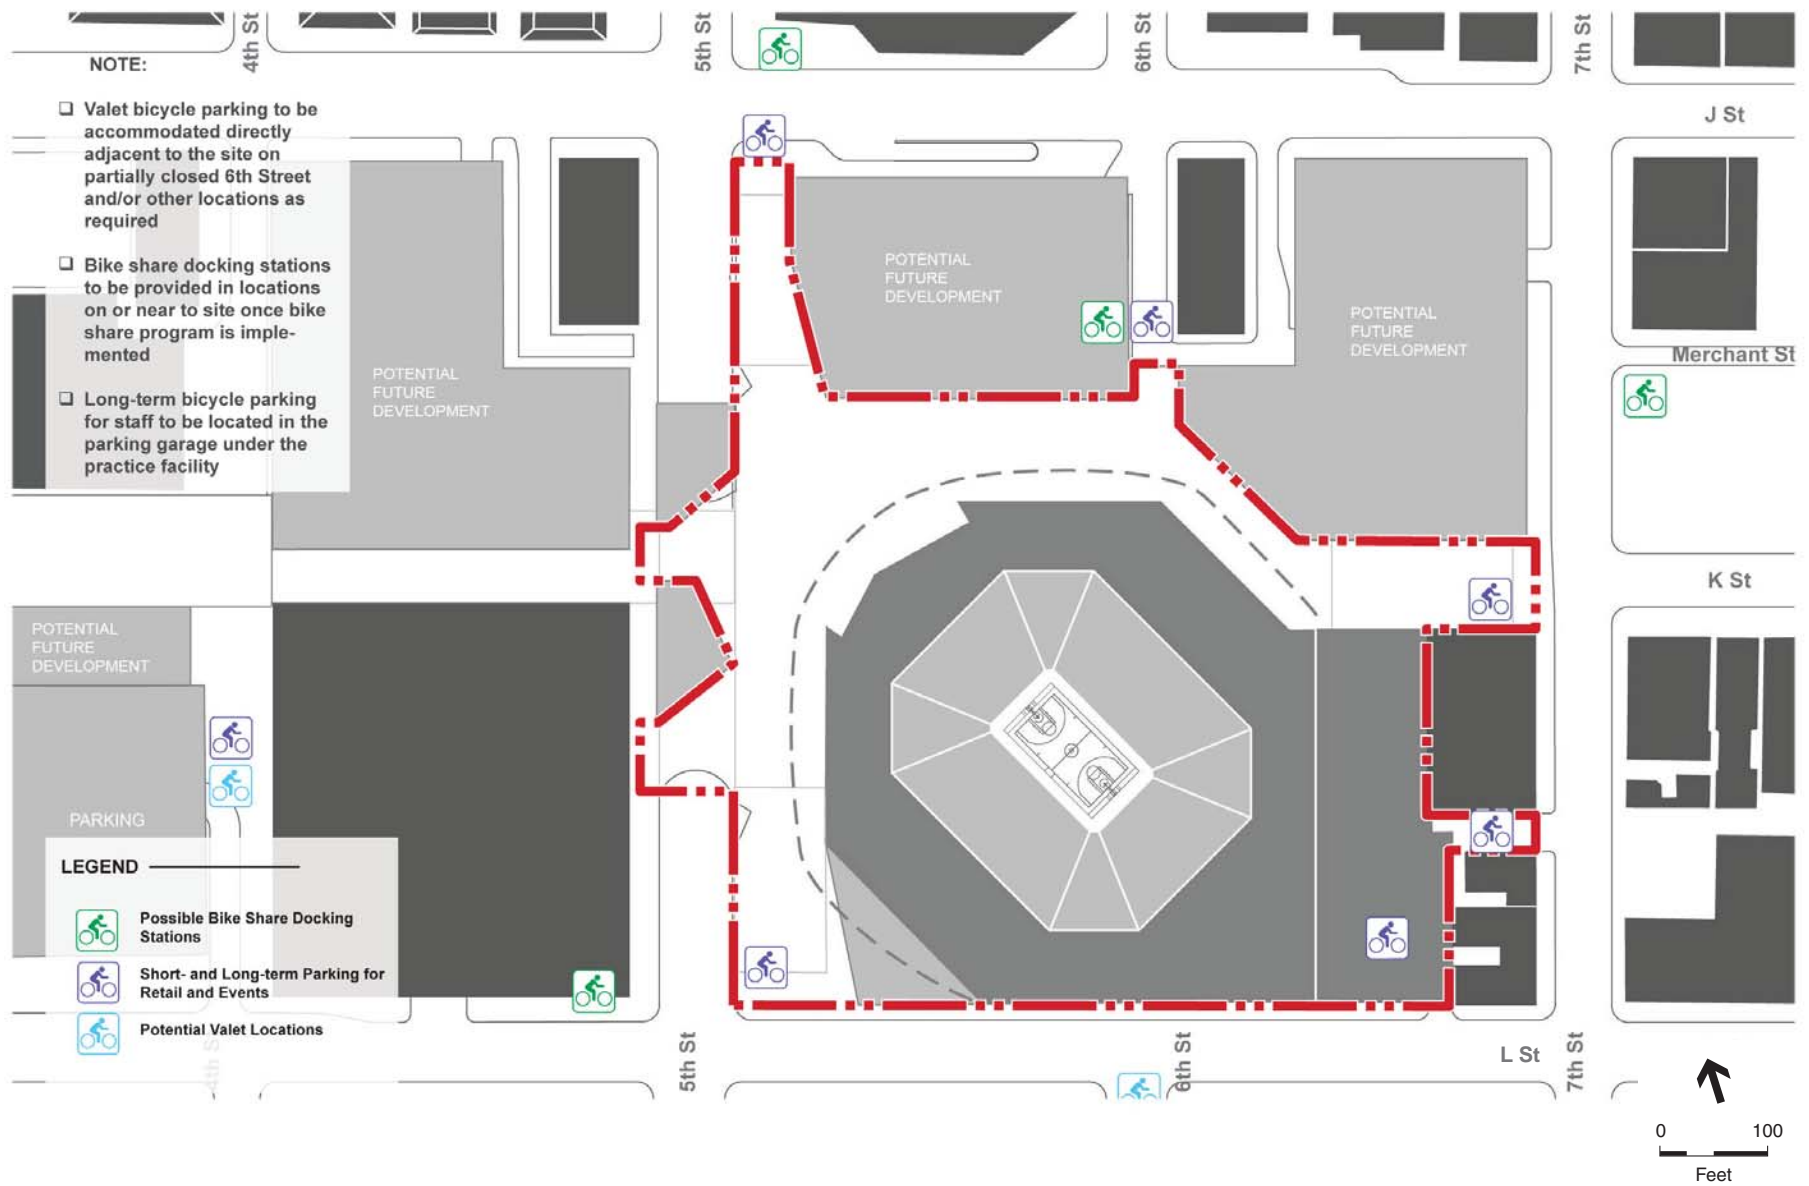 4th St
5th St
6th St
7th St
NOTE:
❑ Valet bicycle parking to be
accommodated directly
adjacent to the site on
partially closed 6th Street
and/or other locations as
required
❑ Bike share docking stations
to be provided in locations
on or near to site once bike
share program is imple-
mented
❑ Long-term bicycle parking
for staff to be located in the
parking garage under the
practice facility
J St
POTENTIAL
FUTURE
DEVELOPMENT
POTENTIAL
FUTURE
DEVELOPMENT
POTENTIAL
FUTURE
DEVELOPMENT
Merchant St
K St
POTENTIAL
FUTURE
DEVELOPMENT
PARKING
LEGEND
Possible Bike Share Docking
Stations
Short- and Long-term Parking for
Retail and Events
Potential Valet Locations
4th St
5th St
6th St
L St
7th St
0 100
Feet